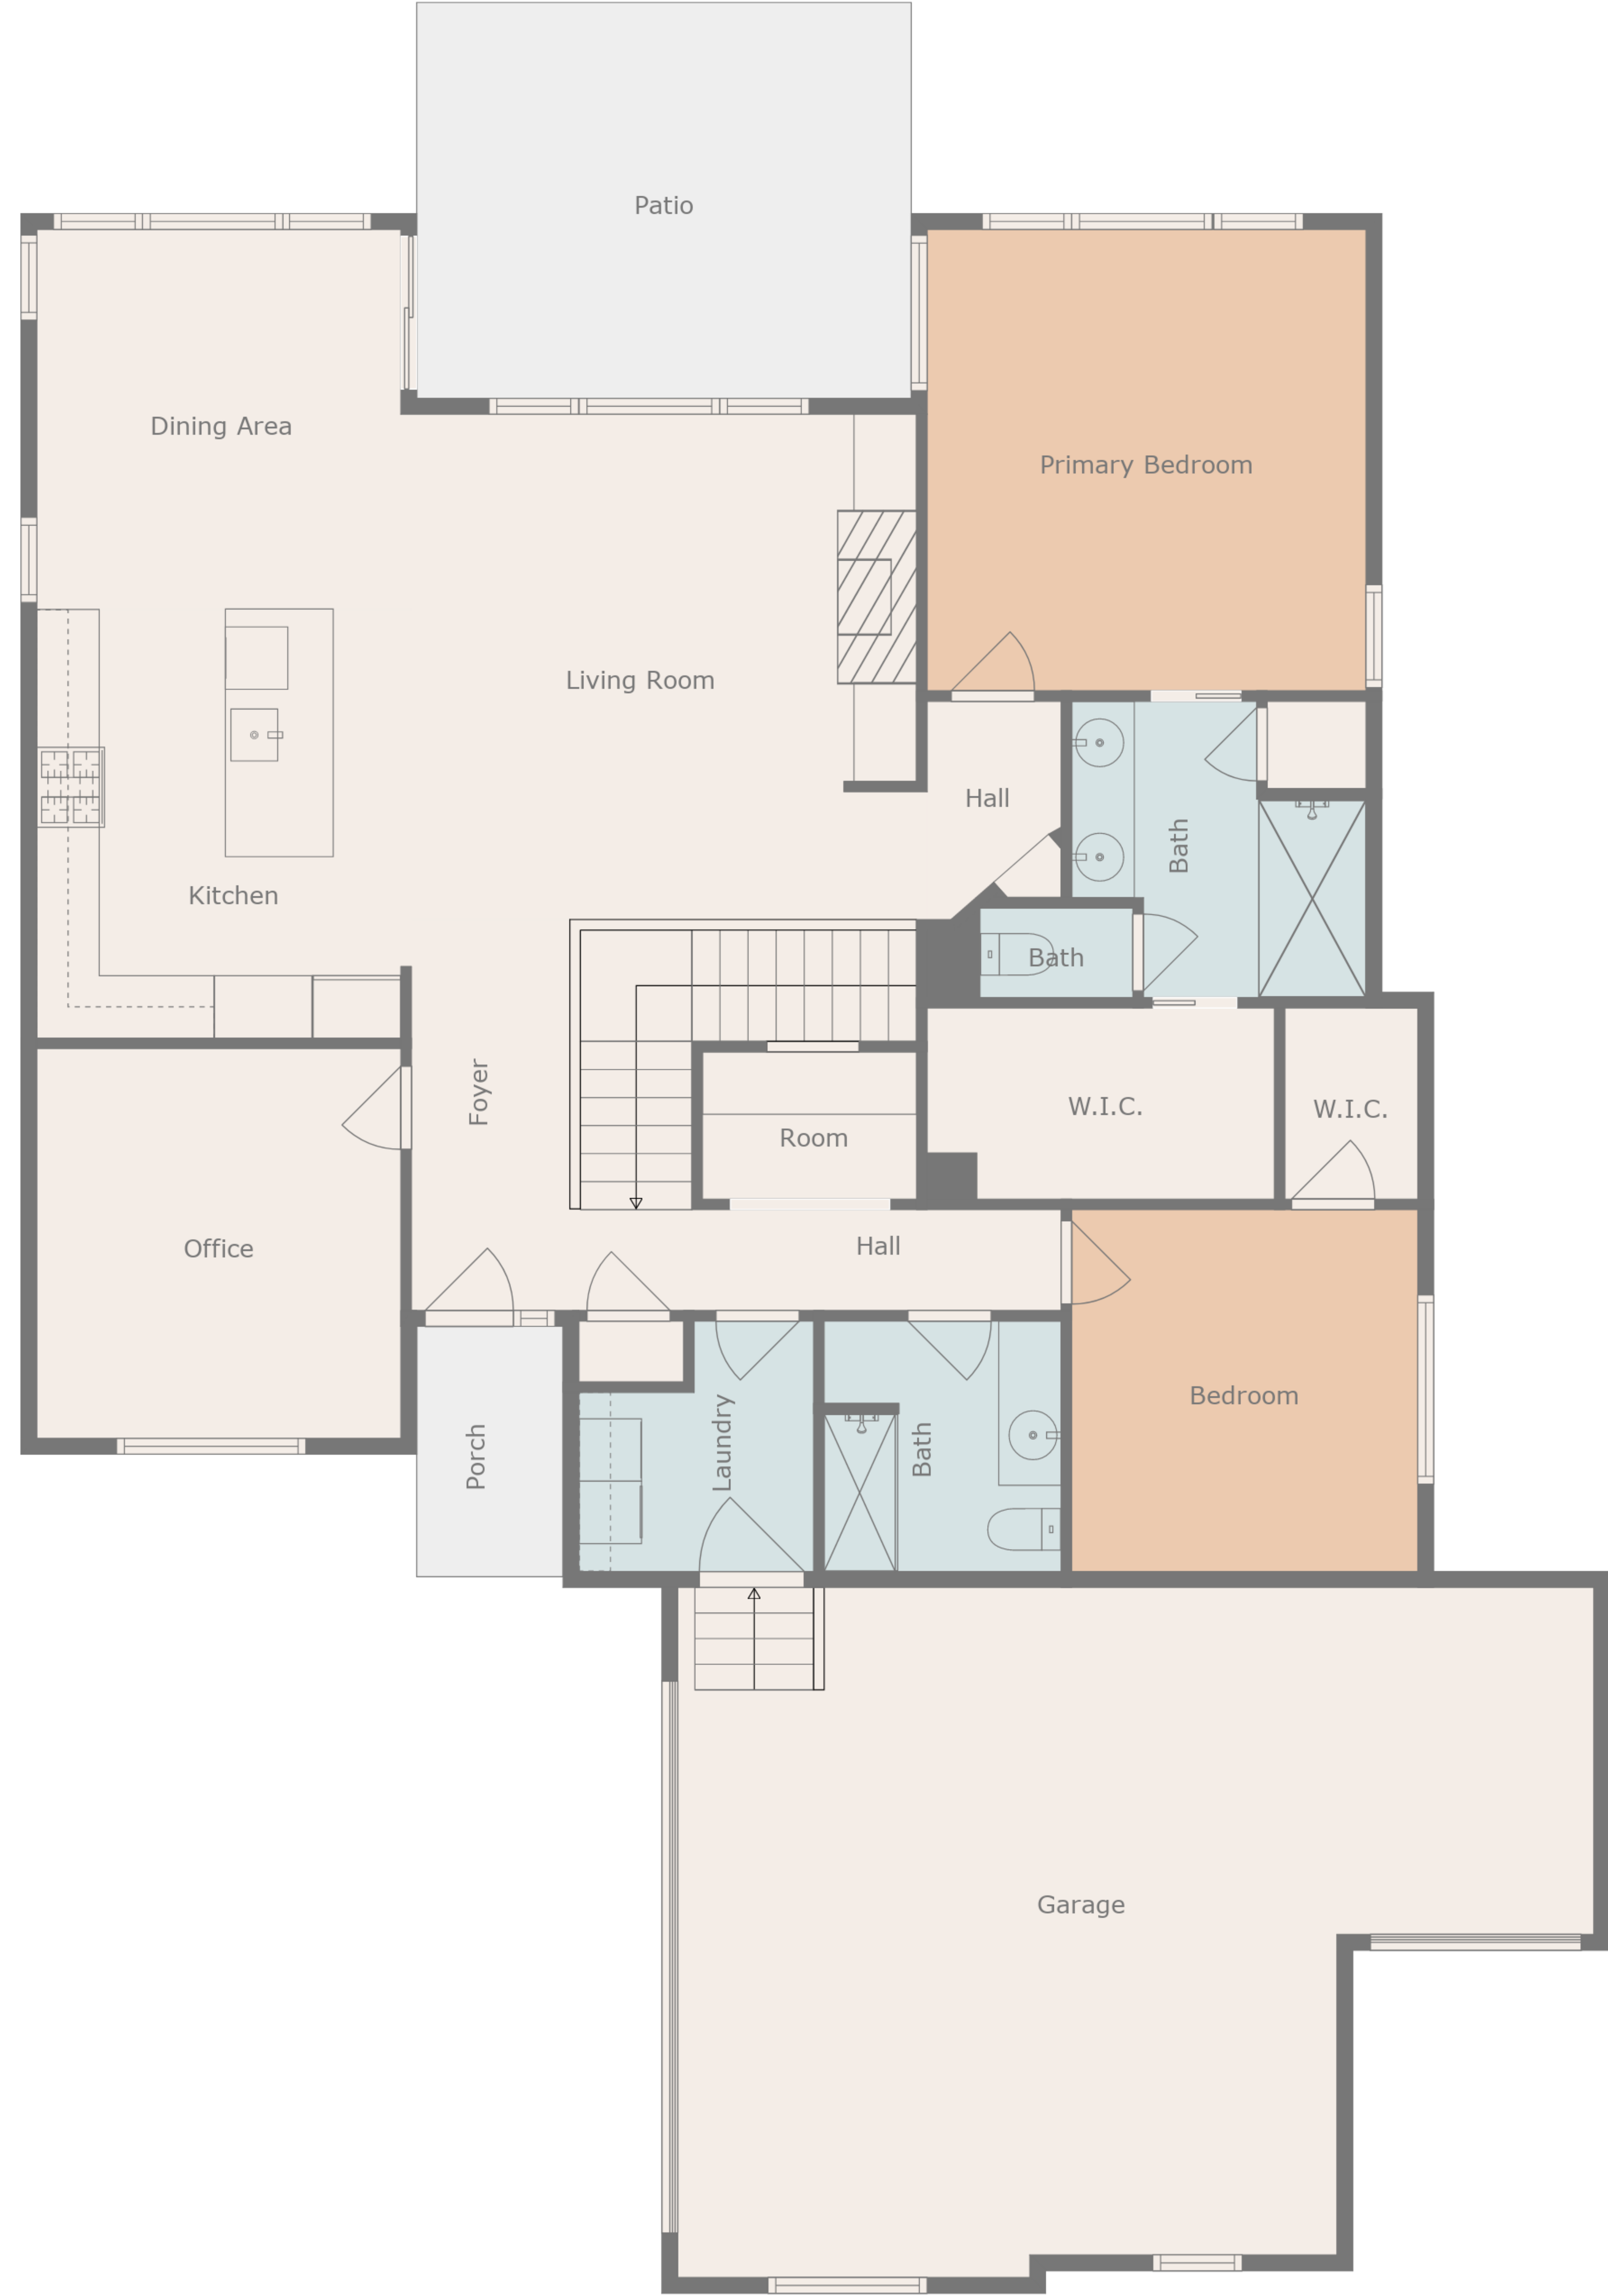 Patio
Dining Area
Primary Bedroom
Living Room
Hall
Bath
Kitchen
Bath
Foyer
W.I.C.
W.I.C.
Room
Hall
Office
Bedroom
Laundry
Bath
Porch
Garage